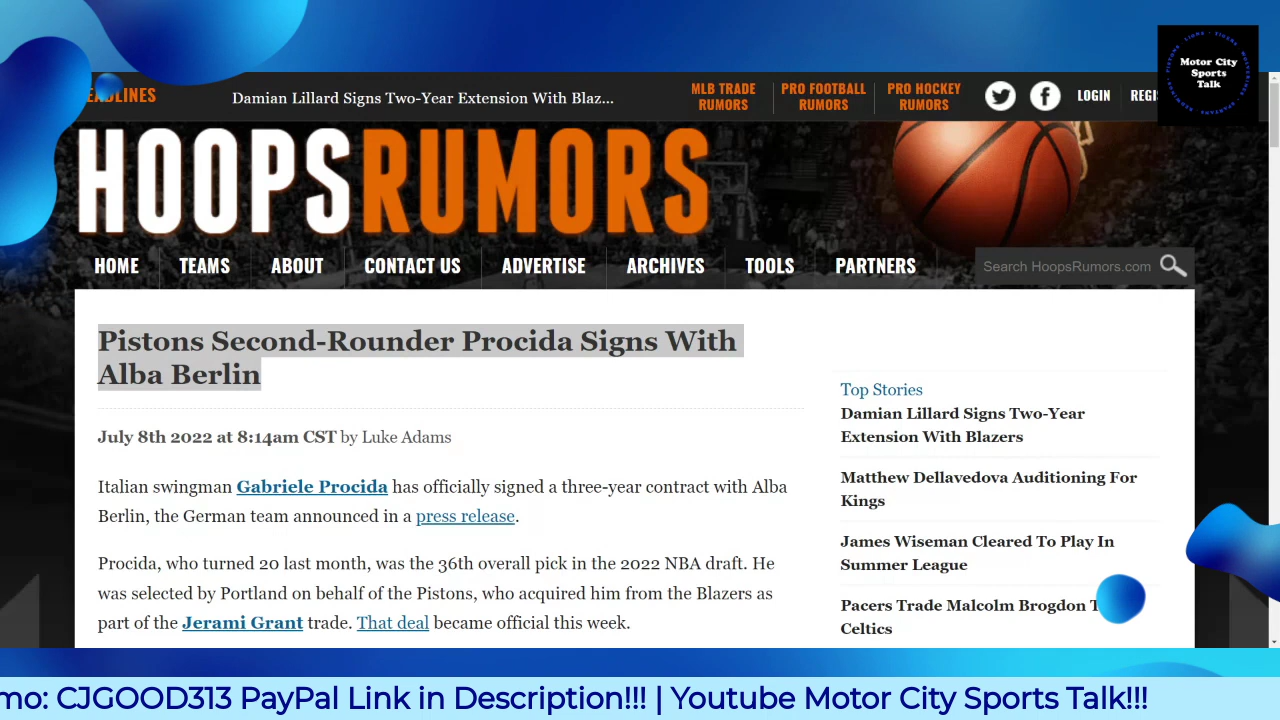 Motor City
Sports
Talk
PISTONS LIONS TIGERS WOLVERINES SPARTANS REDWINGS
EADLINES
Damian Lillard Signs Two-Year Extension With Blaz...
MLB TRADE
RUMORS
PRO FOOTBALL
RUMORS
PRO HOCKEY
RUMORS
LOGIN
REGIS
HOOPSRUMORS
HOME TEAMS ABOUT CONTACT US ADVERTISE ARCHIVES TOOLS PARTNERS
Search HoopsRumors.com
Pistons Second-Rounder Procida Signs With
Alba Berlin
July 8th 2022 at 8:14am CST by Luke Adams
Italian swingman Gabriele Procida has officially signed a three-year contract with Alba
Berlin, the German team announced in a press release.
Procida, who turned 20 last month, was the 36th overall pick in the 2022 NBA draft. He
was selected by Portland on behalf of the Pistons, who acquired him from the Blazers as
part of the Jerami Grant trade. That deal became official this week.
Top Stories
Damian Lillard Signs Two-Year
Extension With Blazers
Matthew Dellavedova Auditioning For
Kings
James Wiseman Cleared To Play In
Summer League
Pacers Trade Malcolm Brogdon T
Celtics
mo: CJGOOD313 PayPal Link in Description!!! | Youtube Motor City Sports Talk!!!